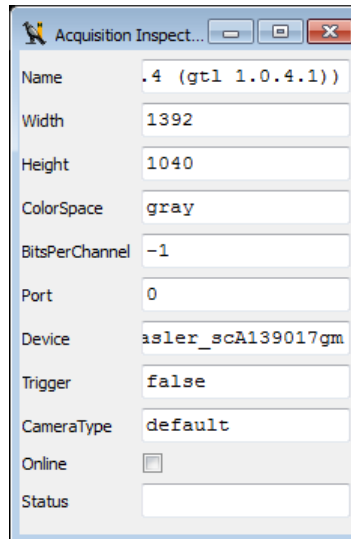 Acquisition Inspect...
Name .4 (gtl 1.0.4.1))
Width 1392
Height 1040
ColorSpace gray
BitsPerChannel -1
Port 0
Device asler_scA139017gm
Trigger false
CameraType default
Online
Status